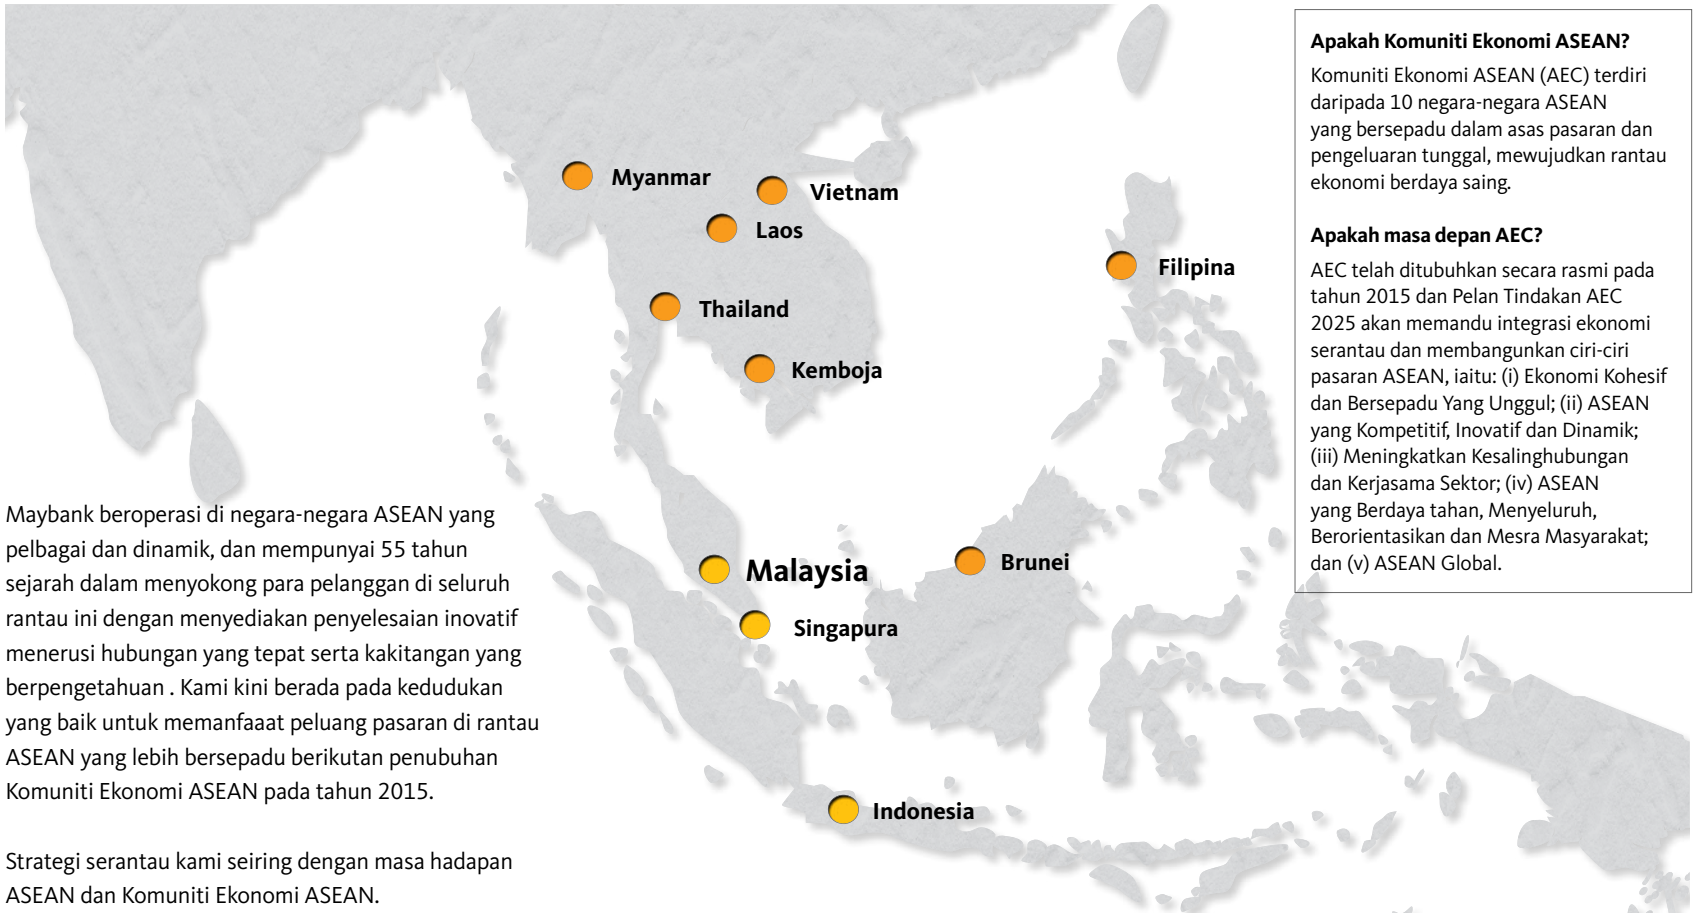 Apakah Komuniti Ekonomi ASEAN?
Komuniti Ekonomi ASEAN (AEC) terdiri
daripada 10 negara-negara ASEAN
yang bersepadu dalam asas pasaran dan
pengeluaran tunggal, mewujudkan rantau
ekonomi berdaya saing.
Apakah masa depan AEC?
AEC telah ditubuhkan secara rasmi pada
tahun 2015 dan Pelan Tindakan AEC
2025 akan memandu integrasi ekonomi
serantau dan membangunkan ciri-ciri
pasaran ASEAN, iaitu: (i) Ekonomi Kohesif
dan Bersepadu Yang Unggul; (ii) ASEAN
yang Kompetitif, Inovatif dan Dinamik;
(iii) Meningkatkan Kesalinghubungan
dan Kerjasama Sektor; (iv) ASEAN
yang Berdaya tahan, Menyeluruh,
Berorientasikan dan Mesra Masyarakat;
dan (v) ASEAN Global.
Myanmar
Vietnam
Laos
Filipina
Thailand
Kemboja
Malaysia
Brunei
Singapura
Indonesia
Maybank beroperasi di negara-negara ASEAN yang
pelbagai dan dinamik, dan mempunyai 55 tahun
sejarah dalam menyokong para pelanggan di seluruh
rantau ini dengan menyediakan penyelesaian inovatif
menerusi hubungan yang tepat serta kakitangan yang
berpengetahuan . Kami kini berada pada kedudukan
yang baik untuk memanfaaat peluang pasaran di rantau
ASEAN yang lebih bersepadu berikutan penubuhan
Komuniti Ekonomi ASEAN pada tahun 2015.
Strategi serantau kami seiring dengan masa hadapan
ASEAN dan Komuniti Ekonomi ASEAN.